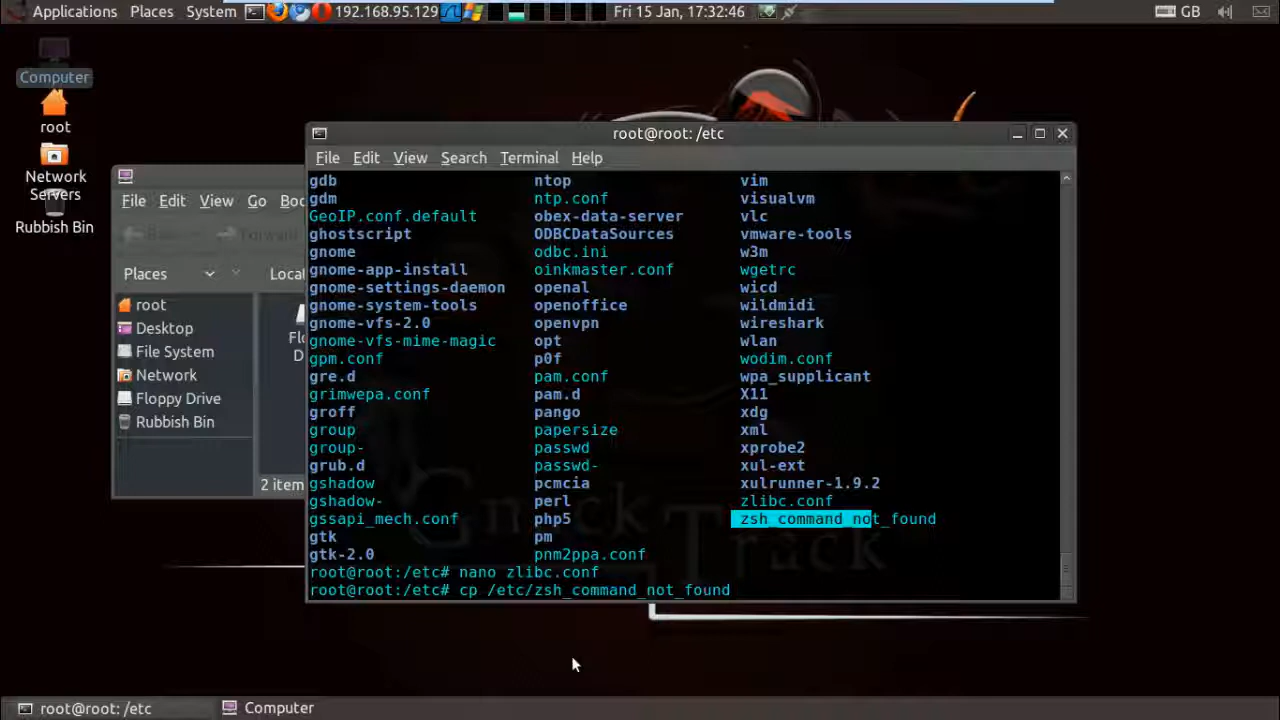 Applications Places System 192.168.95.129 Fri 15 Jan, 17:32:46 GB
Computer
root
Network
Servers
Rubbish Bin
File Edit View Go Boo
Places Locat
root
Desktop
File System
Network
Floppy Drive
Rubbish Bin
Flo
D
2 item
root@root: /etc
File Edit View Search Terminal Help
gdb ntop vim
gdm ntp.conf visualvm
GeoIP.conf.default obex-data-server vlc
ghostscript ODBCDataSources vmware-tools
gnome odbc.ini w3m
gnome-app-install oinkmaster.conf wgetrc
gnome-settings-daemon openal wicd
gnome-system-tools openoffice wildmidi
gnome-vfs-2.0 openvpn wireshark
gnome-vfs-mime-magic opt wlan
gpm.conf p0f wodim.conf
gre.d pam.conf wpa_supplicant
grimwepa.conf pam.d X11
groff pango xdg
group papersize xml
group- passwd xprobe2
grub.d passwd- xul-ext
gshadow pcmcia xulrunner-1.9.2
gshadow- perl zlibc.conf
gssapi_mech.conf php5 zsh_command_not_found
gtk pm
gtk-2.0 pnm2ppa.conf
root@root:/etc# nano zlibc.conf
root@root:/etc# cp /etc/zsh_command_not_found
root@root: /etc Computer